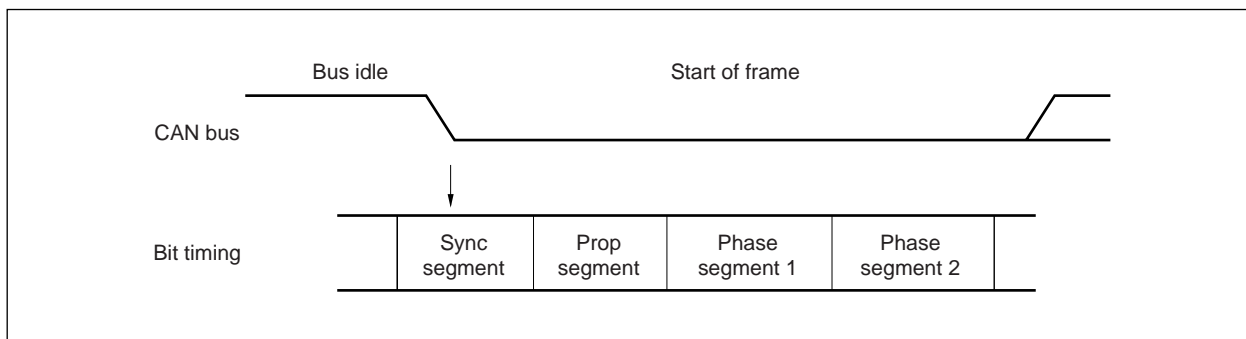 Bus idle
Start of frame
CAN bus
Bit timing
Sync
segment
Prop
segment
Phase
segment 1
Phase
segment 2